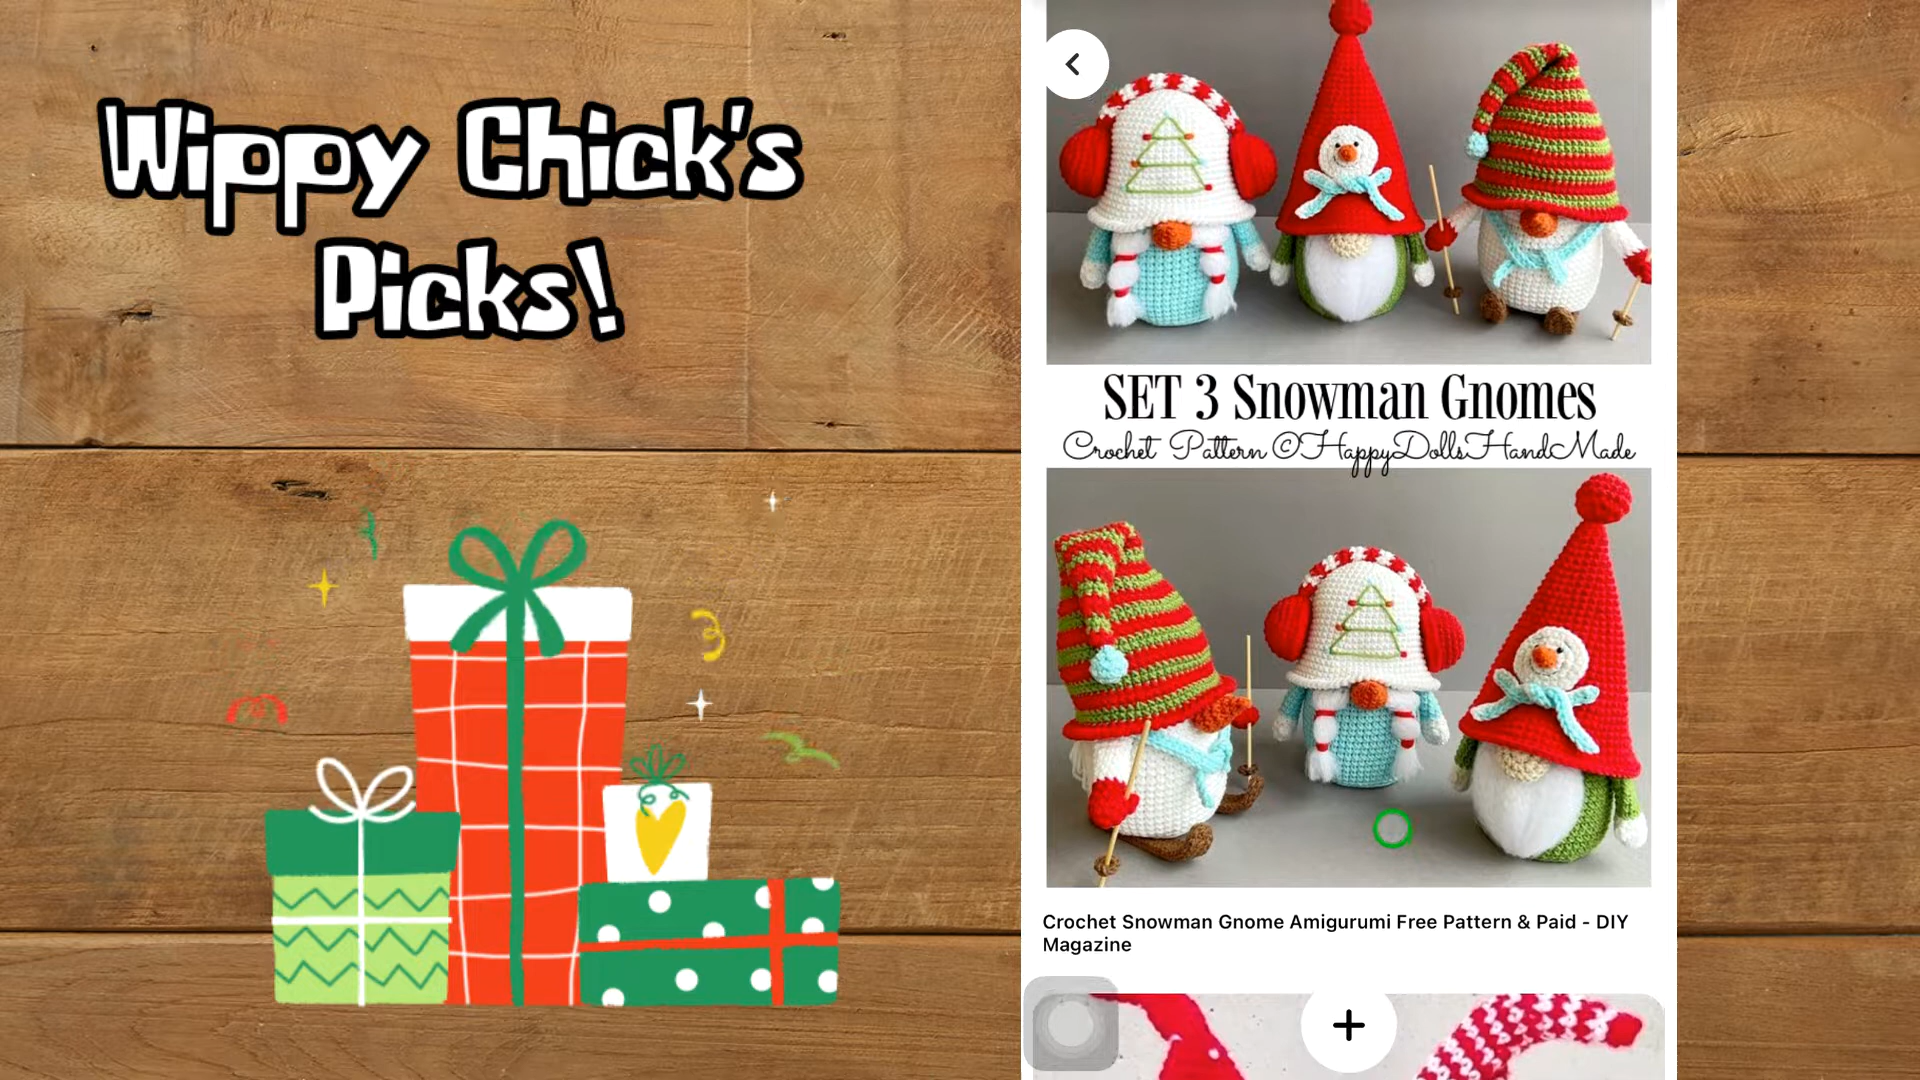 Wippy Chick's
Picks!
SET 3 Snowman Gnomes
Crochet Pattern ©HappyDollsHandMade
Crochet Snowman Gnome Amigurumi Free Pattern & Paid - DIY
Magazine